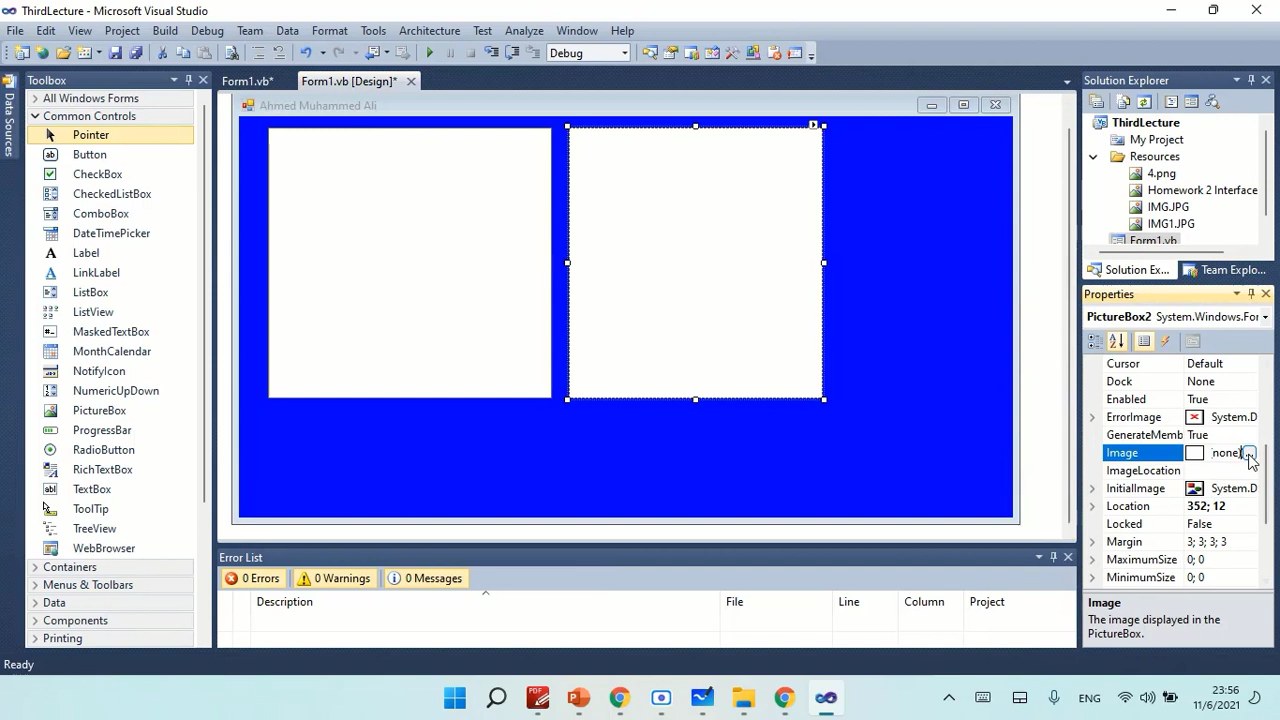 ThirdLecture - Microsoft Visual Studio
File Edit View Project Build Debug Team Data Format Tools Architecture Test Analyze Window Help
Debug
Data Sources
Toolbox
All Windows Forms
Common Controls
Pointer
Button
CheckBox
CheckedListBox
ComboBox
DateTimePicker
Label
LinkLabel
ListBox
ListView
MaskedTextBox
MonthCalendar
NotifyIcon
NumericUpDown
PictureBox
ProgressBar
RadioButton
RichTextBox
TextBox
ToolTip
TreeView
WebBrowser
Containers
Menus & Toolbars
Data
Components
Printing
Form1.vb* Form1.vb [Design]*
Ahmed Muhammed Ali
Error List
0 Errors 0 Warnings 0 Messages
Description File Line Column Project
Solution Explorer
ThirdLecture
My Project
Resources
4.png
Homework 2 Interface
IMG.JPG
IMG1.JPG
Form1.vb
Solution Ex... Team Explo...
Properties
PictureBox2 System.Windows.For
Cursor Default
Dock None
Enabled True
ErrorImage System.D
GenerateMemb True
Image none)
ImageLocation
InitialImage System.D
Location 352; 12
Locked False
Margin 3; 3; 3; 3
MaximumSize 0; 0
MinimumSize 0; 0
Image
The image displayed in the
PictureBox.
Ready
PDF
ENG
23:56
11/6/2021